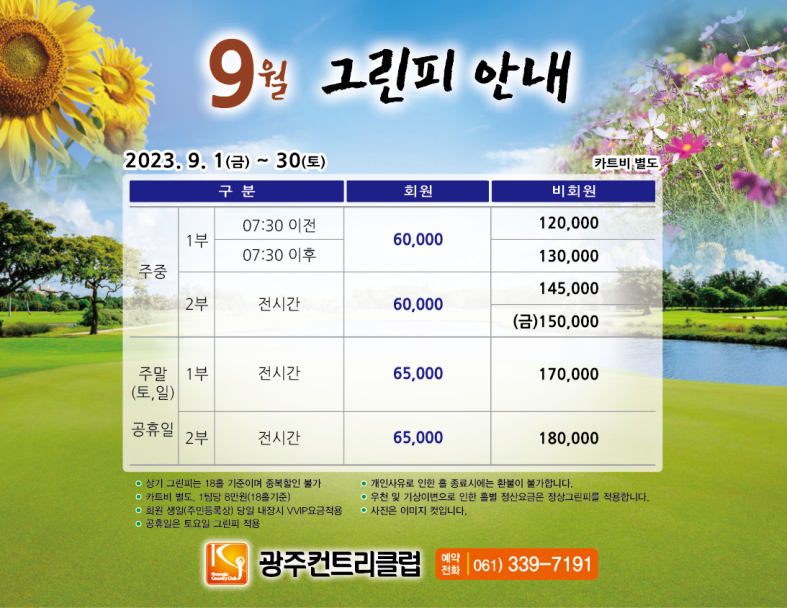 9월 그린피 안내
2023. 9. 1(금) ~ 30(토)
카트비 별도
구 분 회원 비회원
주중 1부 07:30 이전 60,000 120,000
07:30 이후 130,000
2부 전시간 60,000 145,000
(금)150,000
주말 (토,일) 공휴일 1부 전시간 65,000 170,000
2부 전시간 65,000 180,000
상기 그린피는 18홀 기준이며 중복할인 불가
카트비 별도, 1팀당 8만원(18홀기준)
회원 생일(주민등록상) 당일 내장시 VVIP요금적용
공휴일은 토요일 그린피 적용
개인사유로 인한 홀 종료시에는 환불이 불가합니다.
우천 및 기상이변으로 인한 홀별 정산요금은 정상그린피를 적용합니다.
사진은 이미지 컷입니다.
Kwangju
Country Club
광주컨트리클럽
예약
전화
061) 339-7191